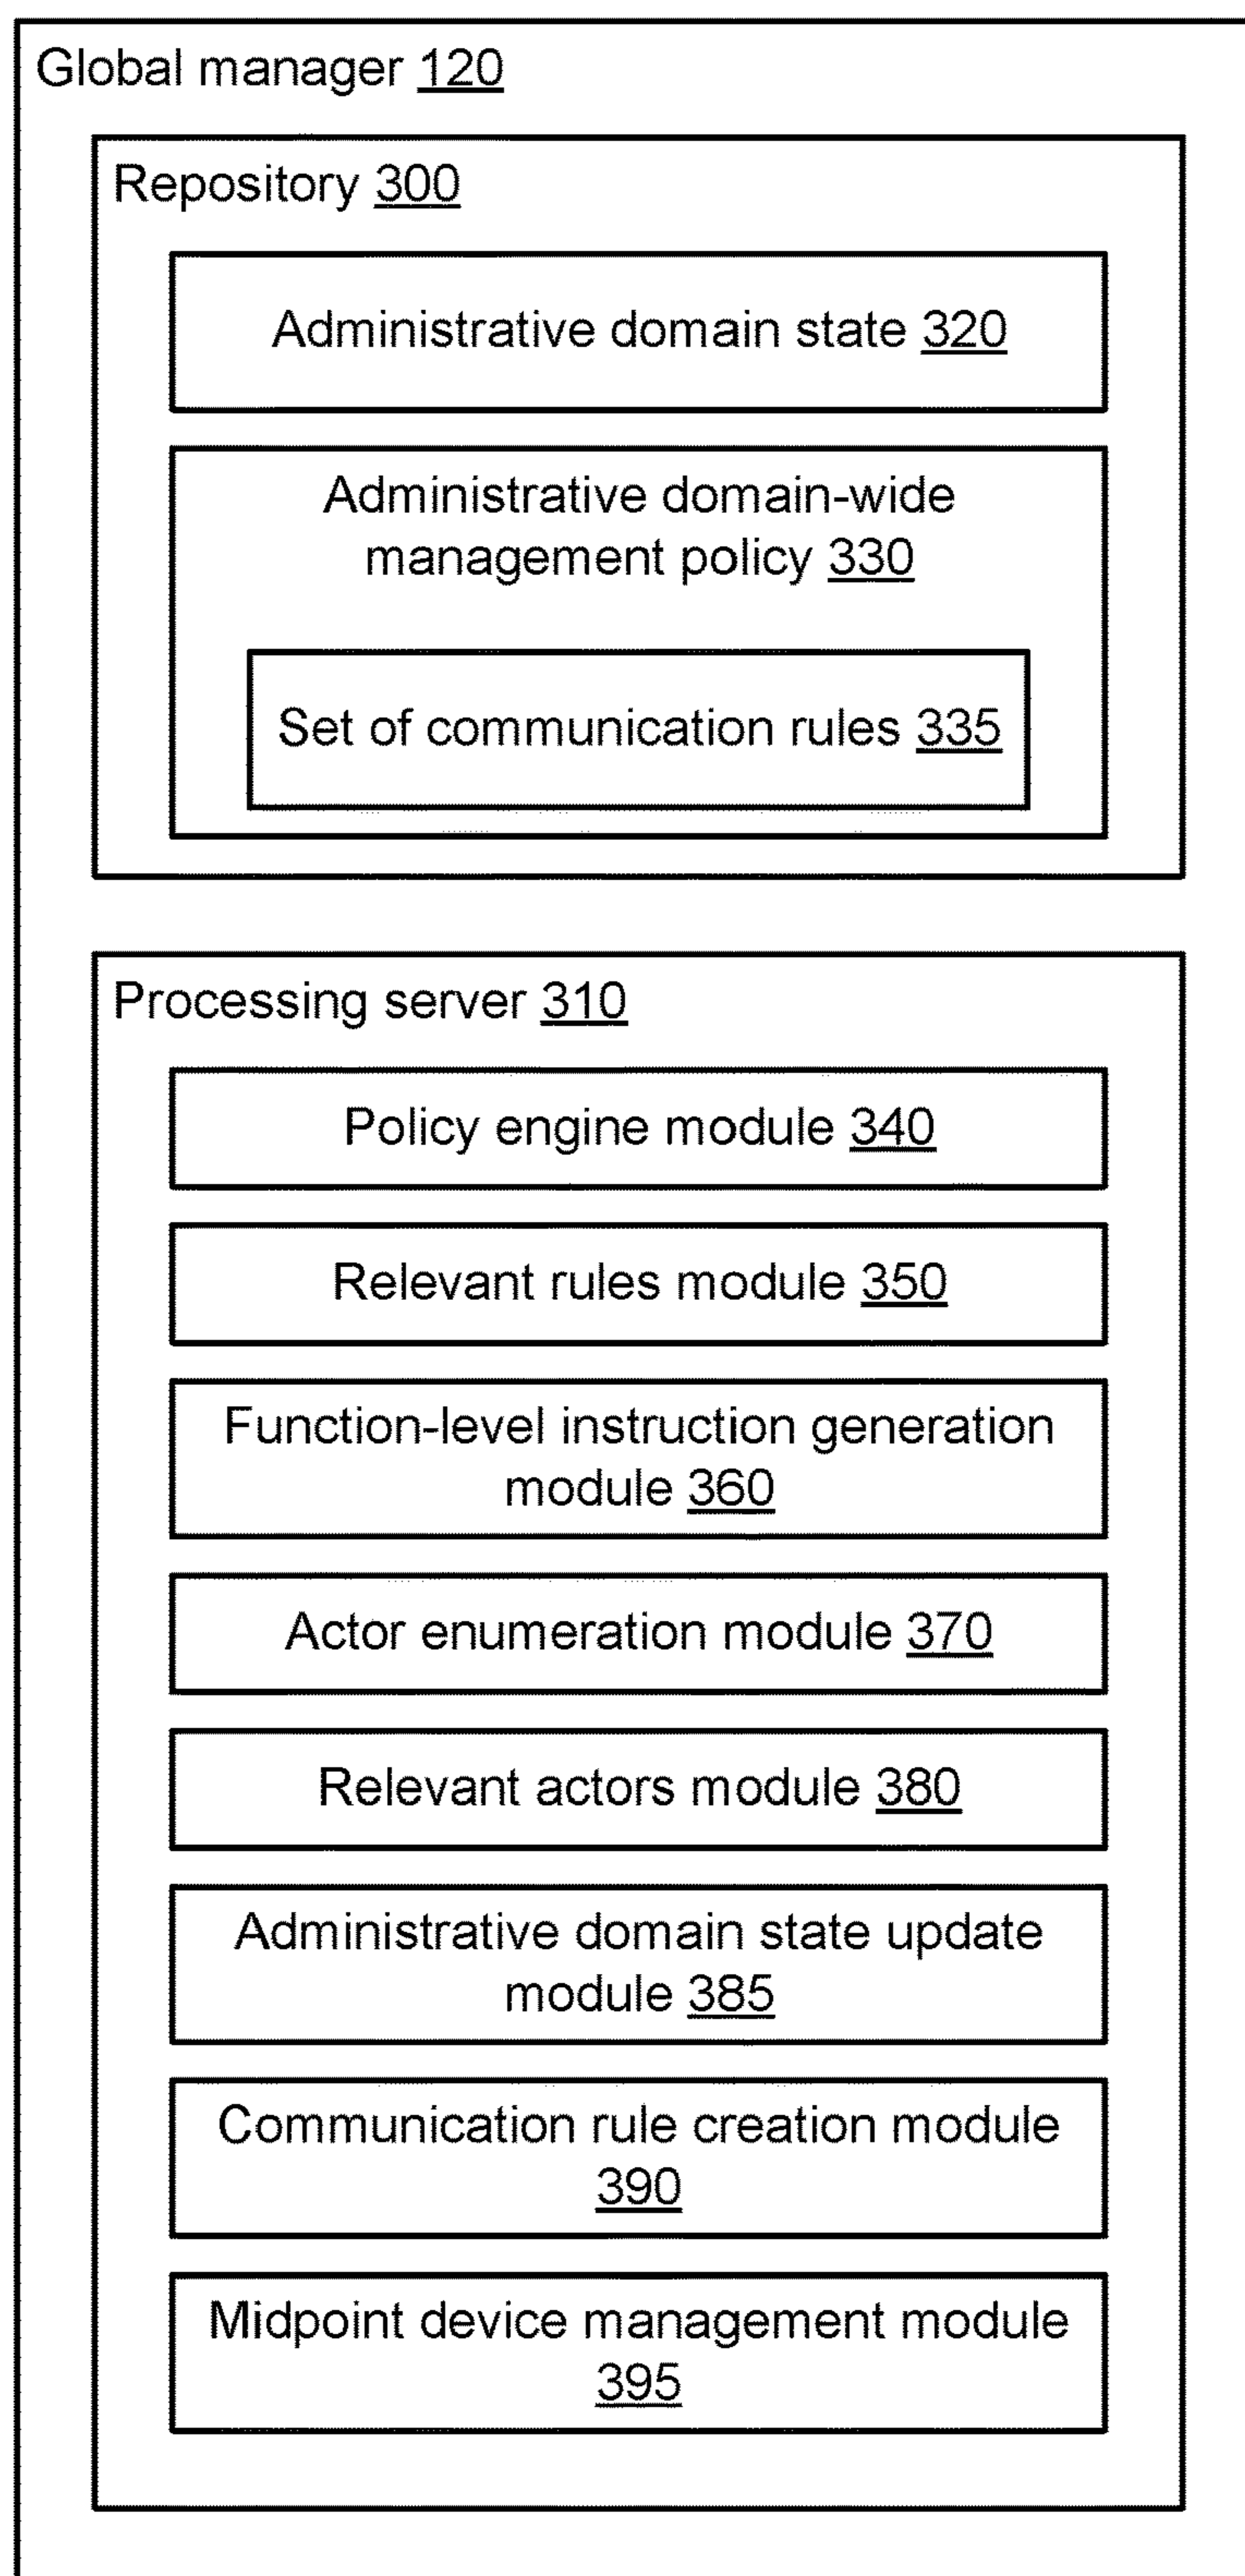 Global manager 120
Repository 300
Administrative domain state 320
Administrative domain-wide
management policy 330
Set of communication rules 335
Processing server 310
Policy engine module 340
Relevant rules module 350
Function-level instruction generation
module 360
Actor enumeration module 370
Relevant actors module 380
Administrative domain state update
module 385
Communication rule creation module
390
Midpoint device management module
395